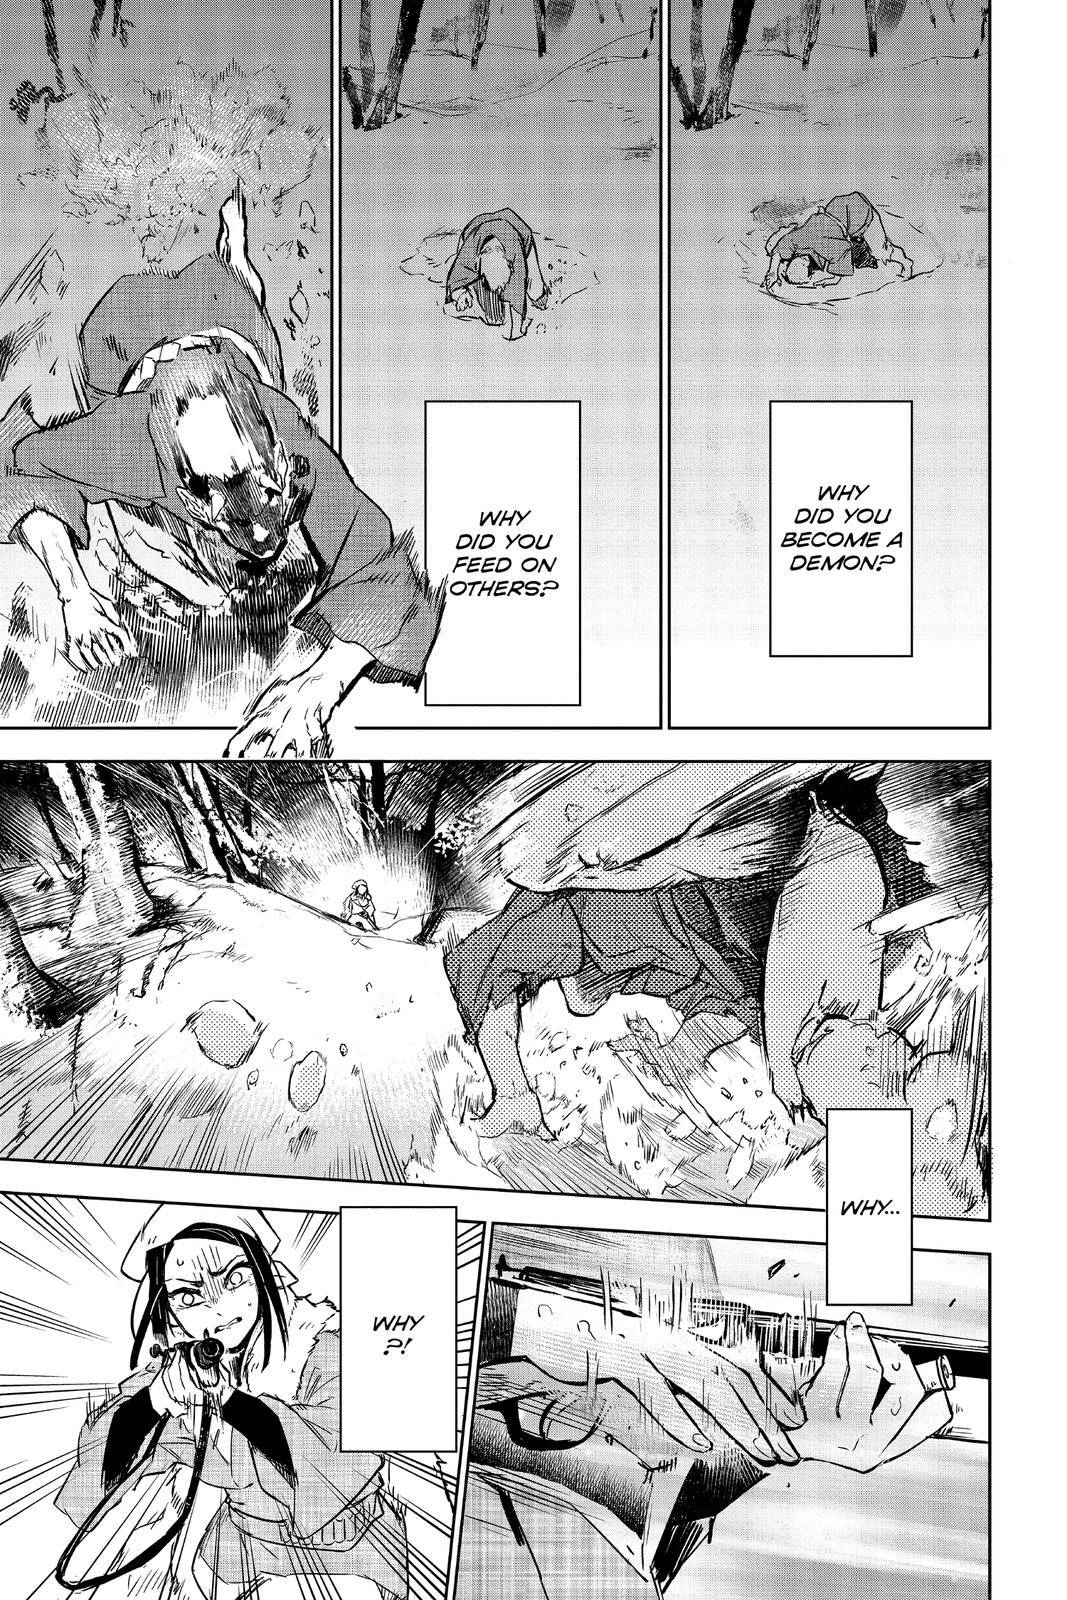 WHY
DID YOU
BECOME A
DEMON?
WHY
DID YOU
FEED ON
OTHERS?
WHY...
WHY
?!